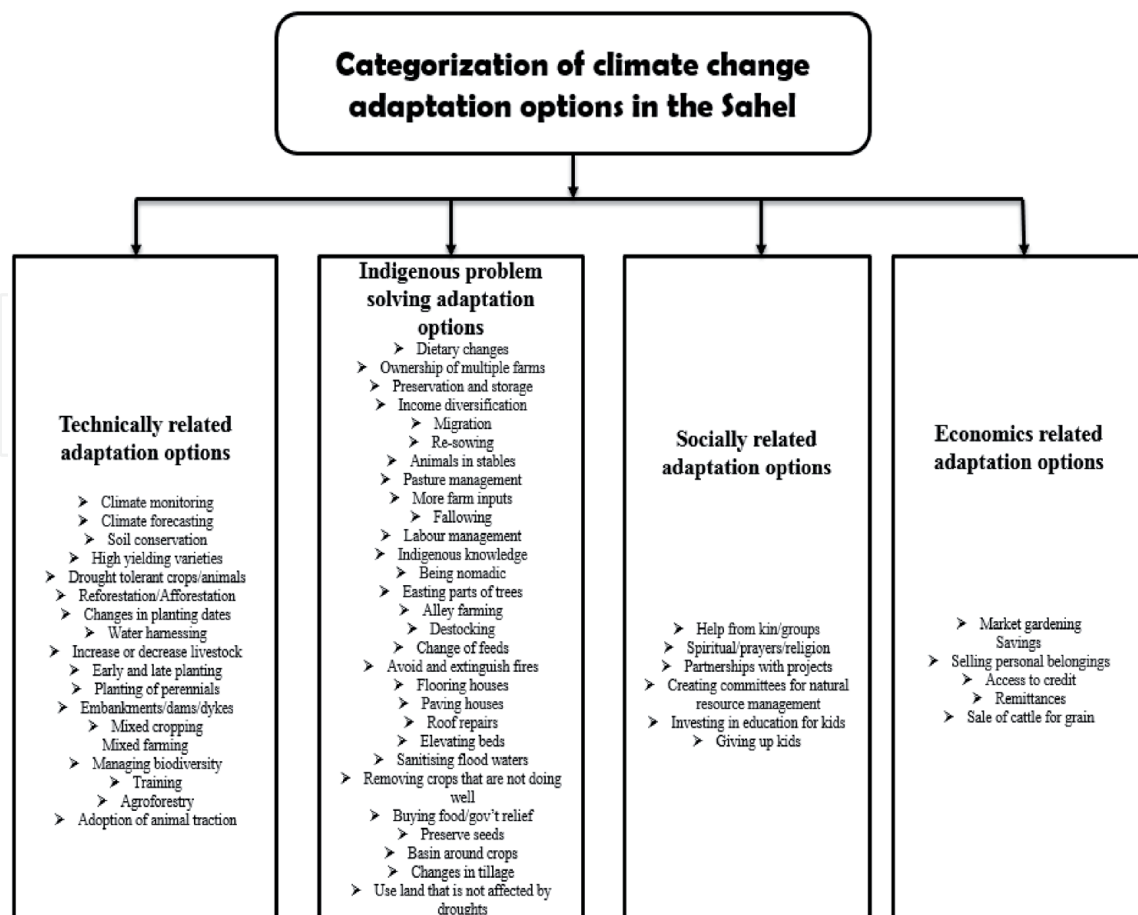 Categorization of climate change
adaptation options in the Sahel
Technically related
adaptation options
➤ Climate monitoring
➤ Climate forecasting
➤ Soil conservation
➤ High yielding varieties
➤ Drought tolerant crops/animals
➤ Reforestation/Afforestation
➤ Changes in planting dates
➤ Water harnessing
➤ Increase or decrease livestock
➤ Early and late planting
➤ Planting of perennials
➤ Embankments/dams/dykes
➤ Mixed cropping
Mixed farming
➤ Managing biodiversity
➤ Training
➤ Agroforestry
➤ Adoption of animal traction
Indigenous problem
solving adaptation
options
➤ Dietary changes
➤ Ownership of multiple farms
➤ Preservation and storage
➤ Income diversification
➤ Migration
➤ Re-sowing
➤ Animals in stables
➤ Pasture management
➤ More farm inputs
➤ Fallowing
➤ Labour management
➤ Indigenous knowledge
➤ Being nomadic
➤ Easting parts of trees
➤ Alley farming
➤ Destocking
➤ Change of feeds
➤ Avoid and extinguish fires
➤ Flooring houses
➤ Paving houses
➤ Roof repairs
➤ Elevating beds
➤ Sanitising flood waters
➤ Removing crops that are not doing
well
➤ Buying food/gov’t relief
➤ Preserve seeds
➤ Basin around crops
➤ Changes in tillage
➤ Use land that is not affected by
droughts
Socially related
adaptation options
➤ Help from kin/groups
➤ Spiritual/prayers/religion
➤ Partnerships with projects
➤ Creating committees for natural
resource management
➤ Investing in education for kids
➤ Giving up kids
Economics related
adaptation options
➤ Market gardening
Savings
➤ Selling personal belongings
➤ Access to credit
➤ Remittances
➤ Sale of cattle for grain